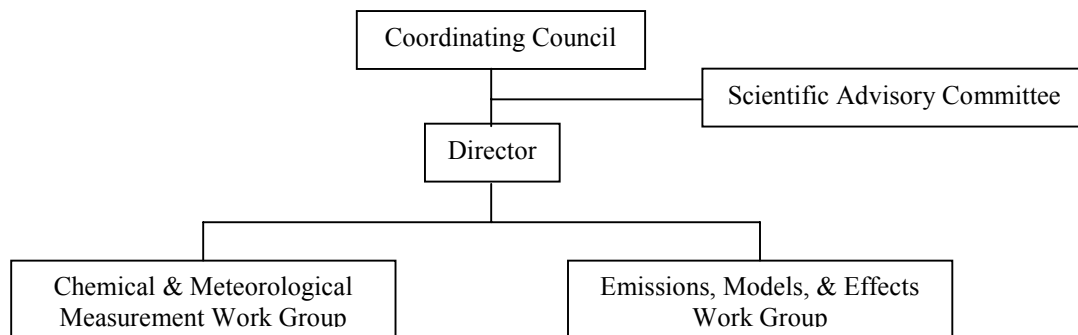 Coordinating Council
Scientific Advisory Committee
Director
Chemical & Meteorological
Measurement Work Group
Emissions, Models, & Effects
Work Group